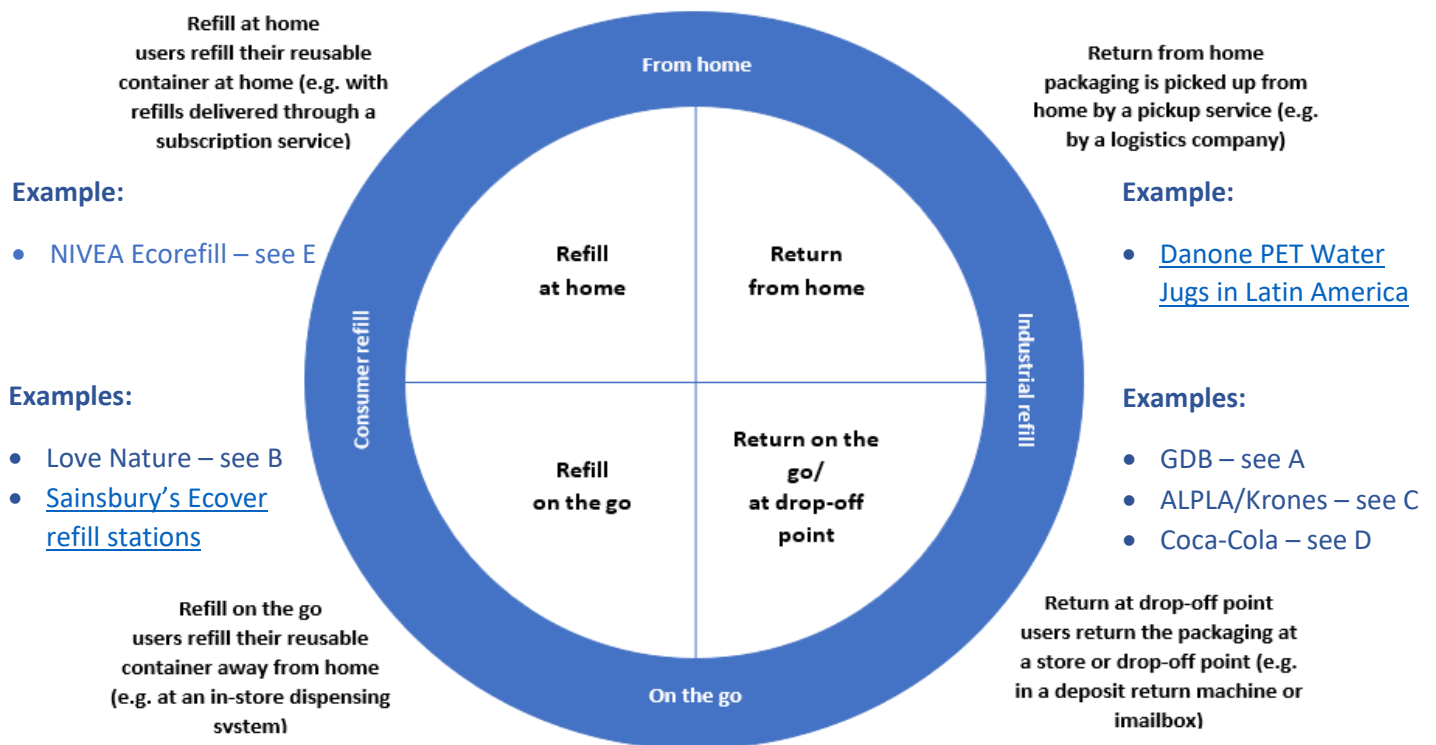 Refill at home
users refill their reusable
container at home (e.g. with
refills delivered through a
subscription service)
From home
Return from home
packaging is picked up from
home by a pickup service (e.g.
by a logistics company)
Example:
• NIVEA Ecorefill – see E
Example:
• Danone PET Water
Jugs in Latin America
Refill
at home
Return
from home
Consumer refill
Industrial refill
Examples:
• Love Nature – see B
• Sainsbury’s Ecover
refill stations
Examples:
• GDB – see A
• ALPLA/Krones – see C
• Coca-Cola – see D
Refill
on the go
Return on the
go/
at drop-off
point
Refill on the go
users refill their reusable
container away from home
(e.g. at an in-store dispensing
system)
On the go
Return at drop-off point
users return the packaging at
a store or drop-off point (e.g.
in a deposit return machine or
imailbox)